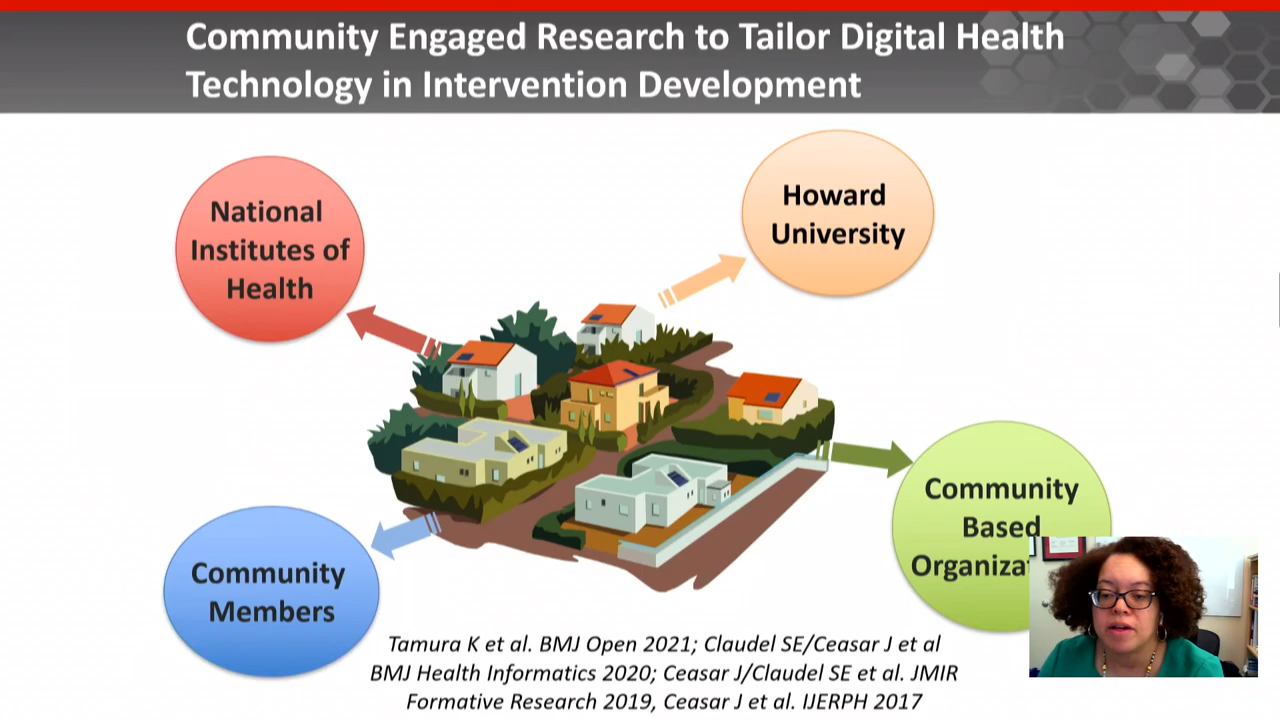 Community Engaged Research to Tailor Digital Health
Technology in Intervention Development
National
Institutes of
Health
Howard
University
Community
Based
Community
Members
Tamura K et al. BMJ Open 2021; Claudel SE/Ceasar J et al
BMJ Health Informatics 2020; Ceasar J/Claudel SE et al. JMIR
Formative Research 2019, Ceasar J et al. IJERPH 2017